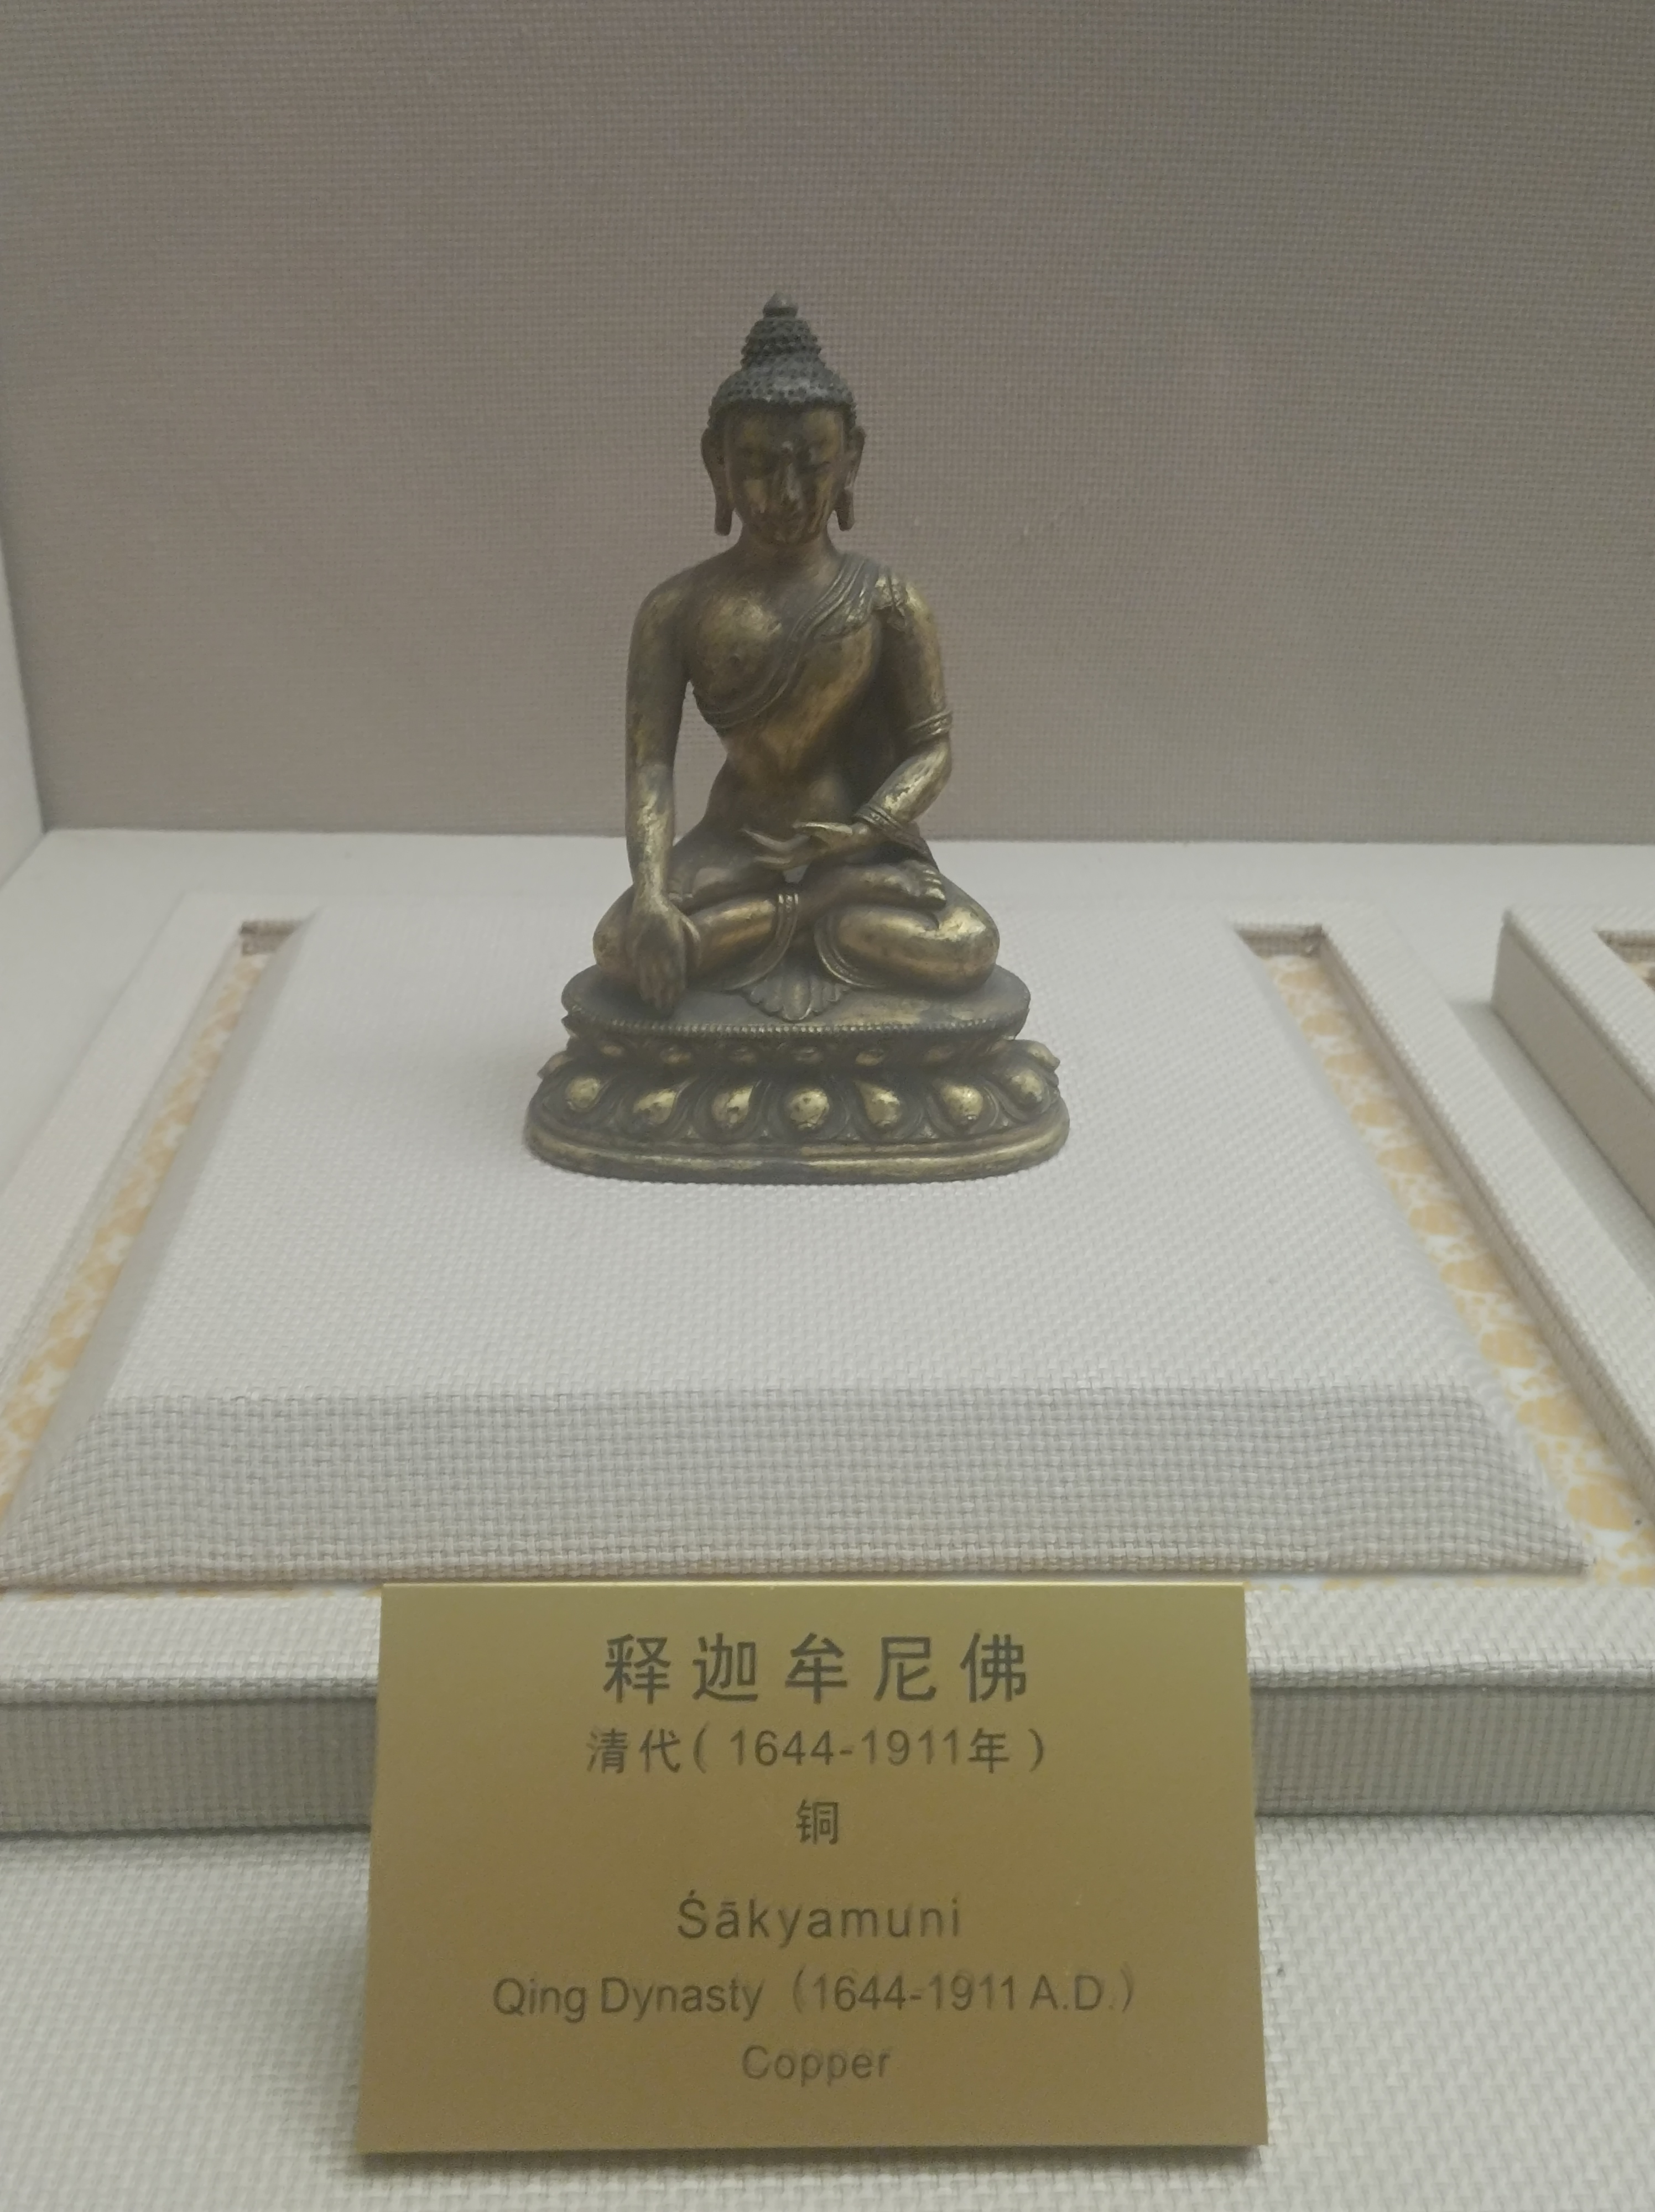 释迦牟尼佛
清代(1644-1911年)
铜
Śākyamuni
Qing Dynasty（1644-1911 A.D.）
Copper